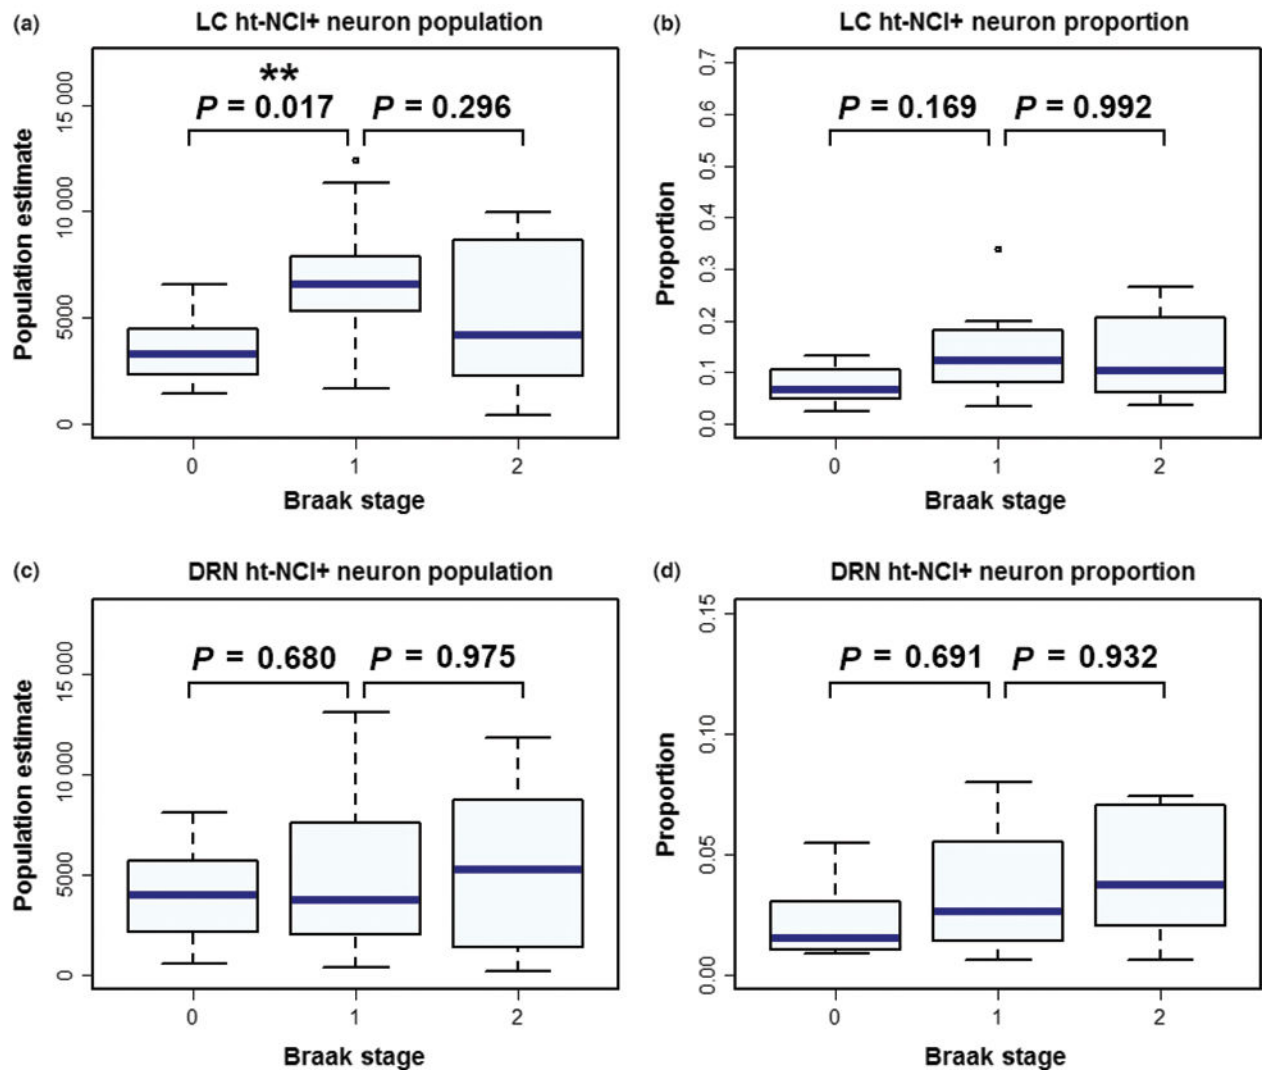 (a) LC ht-NCI+ neuron population
**
P = 0.017 P = 0.296
Population estimate
15 000
10 000
5000
0
0 1 2
Braak stage
(b) LC ht-NCI+ neuron proportion
P = 0.169 P = 0.992
Proportion
0.7
0.6
0.5
0.4
0.3
0.2
0.1
0.0
0 1 2
Braak stage
(c) DRN ht-NCI+ neuron population
P = 0.680 P = 0.975
Population estimate
15 000
10 000
5000
0
0 1 2
Braak stage
(d) DRN ht-NCI+ neuron proportion
P = 0.691 P = 0.932
Proportion
0.15
0.10
0.05
0.00
0 1 2
Braak stage